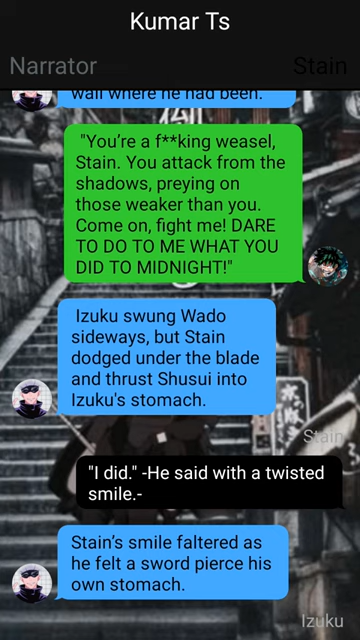 Kumar Ts
Narrator
Stain
wall where he had been.
"You're a f**king weasel,
Stain. You attack from the
shadows, preying on
those weaker than you.
Come on, fight me! DARE
TO DO TO ME WHAT YOU
DID TO MIDNIGHT!"
Izuku swung Wado
sideways, but Stain
dodged under the blade
and thrust Shusui into
Izuku's stomach.
Stain
"I did." -He said with a twisted
smile.-
Stain's smile faltered as
he felt a sword pierce his
own stomach.
Izuku